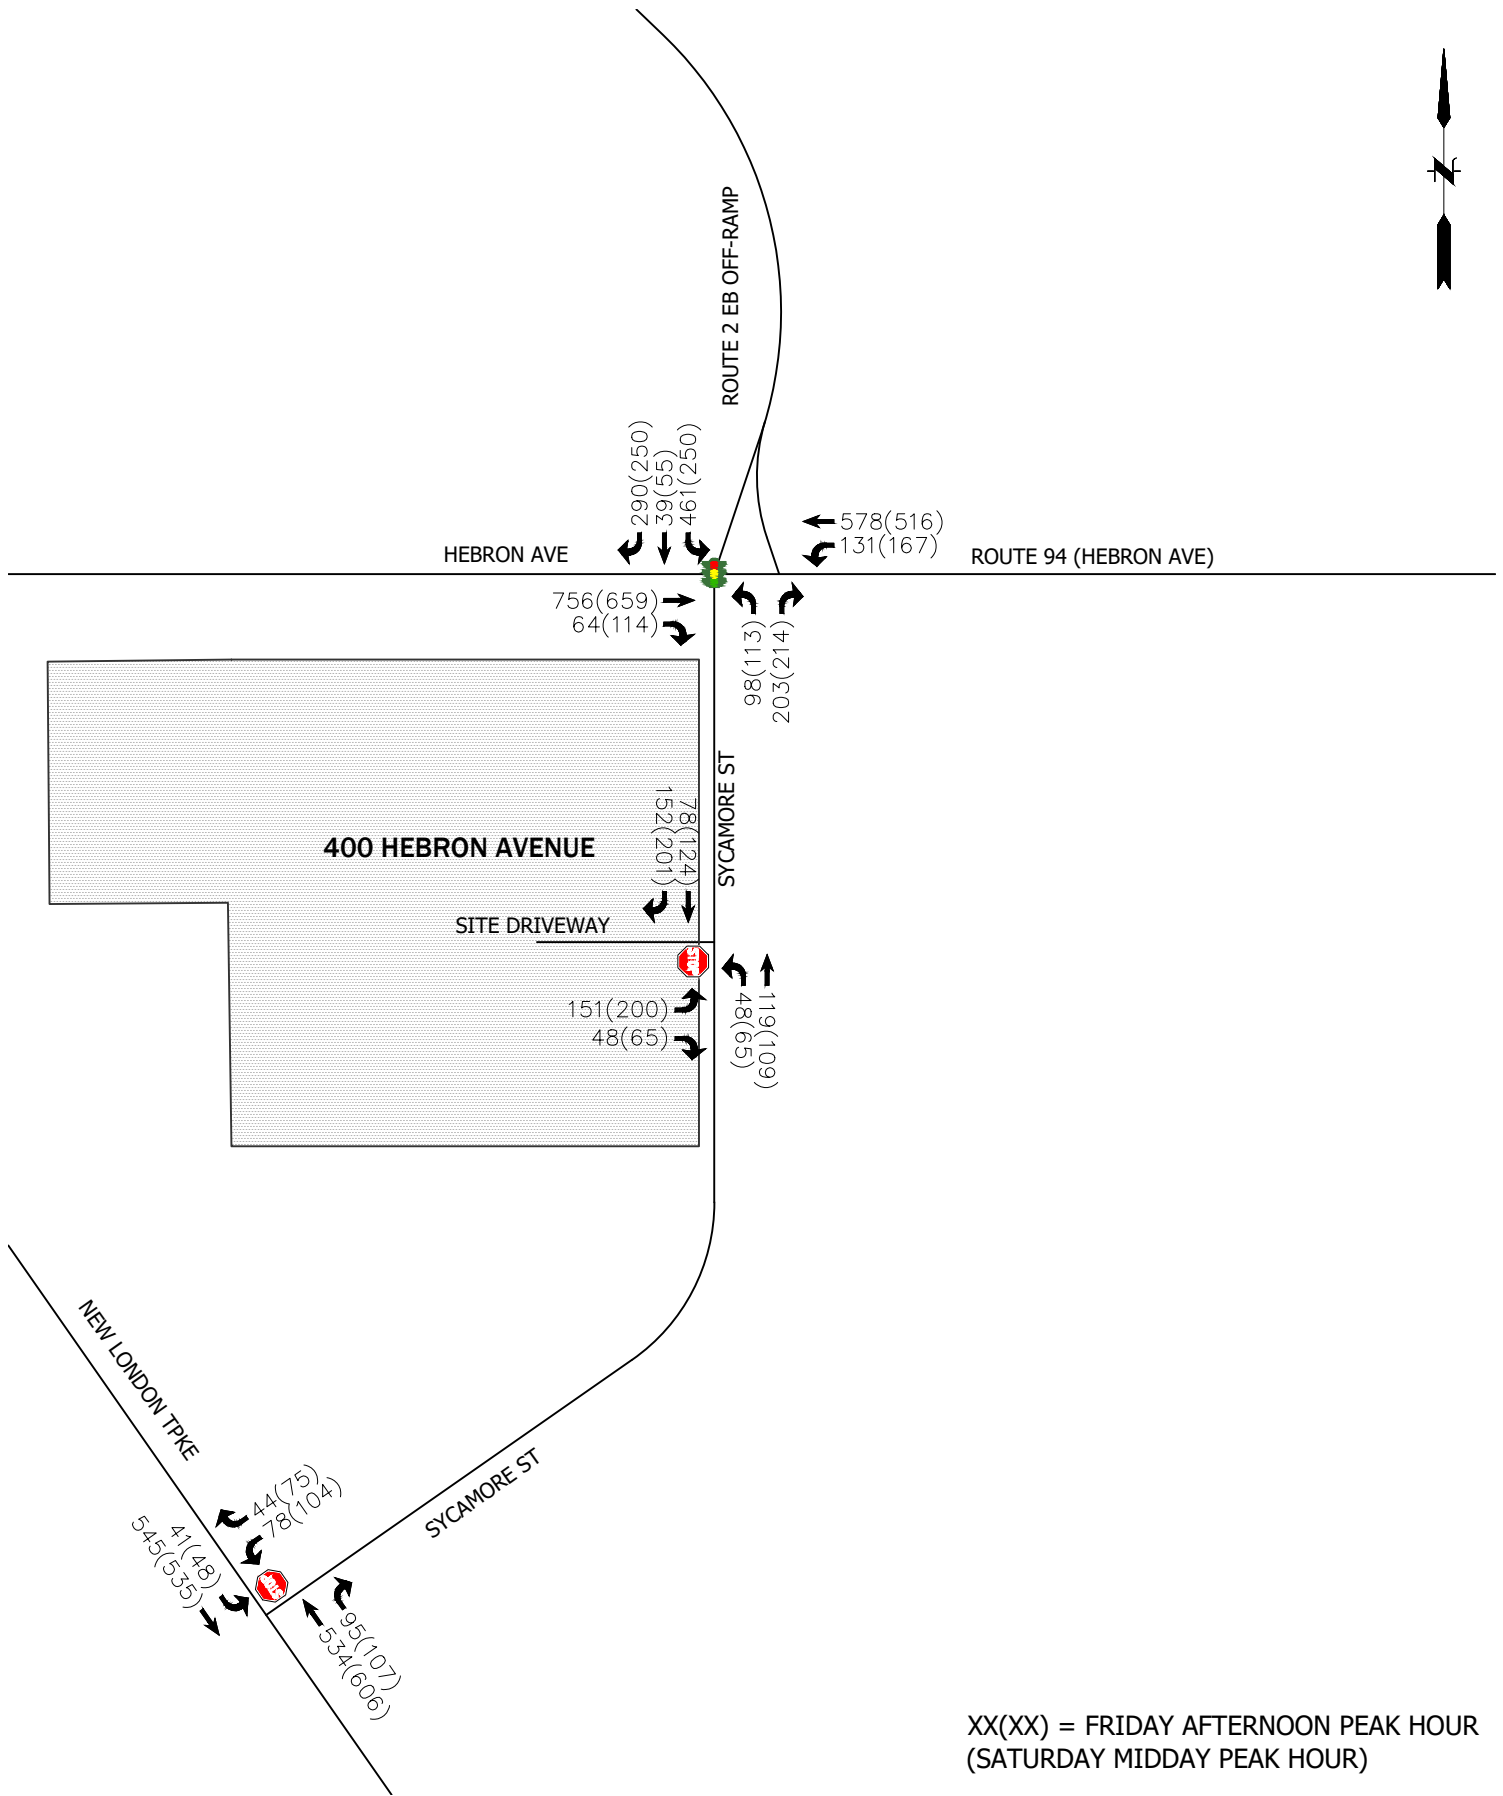 N
ROUTE 2 EB OFF-RAMP
290(250)
39(55)
461(250)
578(516)
131(167)
HEBRON AVE
ROUTE 94 (HEBRON AVE)
756(659)
64(114)
98(113)
203(214)
SYCAMORE ST
152(201)
78(124)
400 HEBRON AVENUE
SITE DRIVEWAY
STOP
151(200)
48(65)
48(65)
119(109)
NEW LONDON TPKE
SYCAMORE ST
44(75)
78(104)
41(48)
545(535)
STOP
95(107)
534(606)
XX(XX) = FRIDAY AFTERNOON PEAK HOUR
(SATURDAY MIDDAY PEAK HOUR)